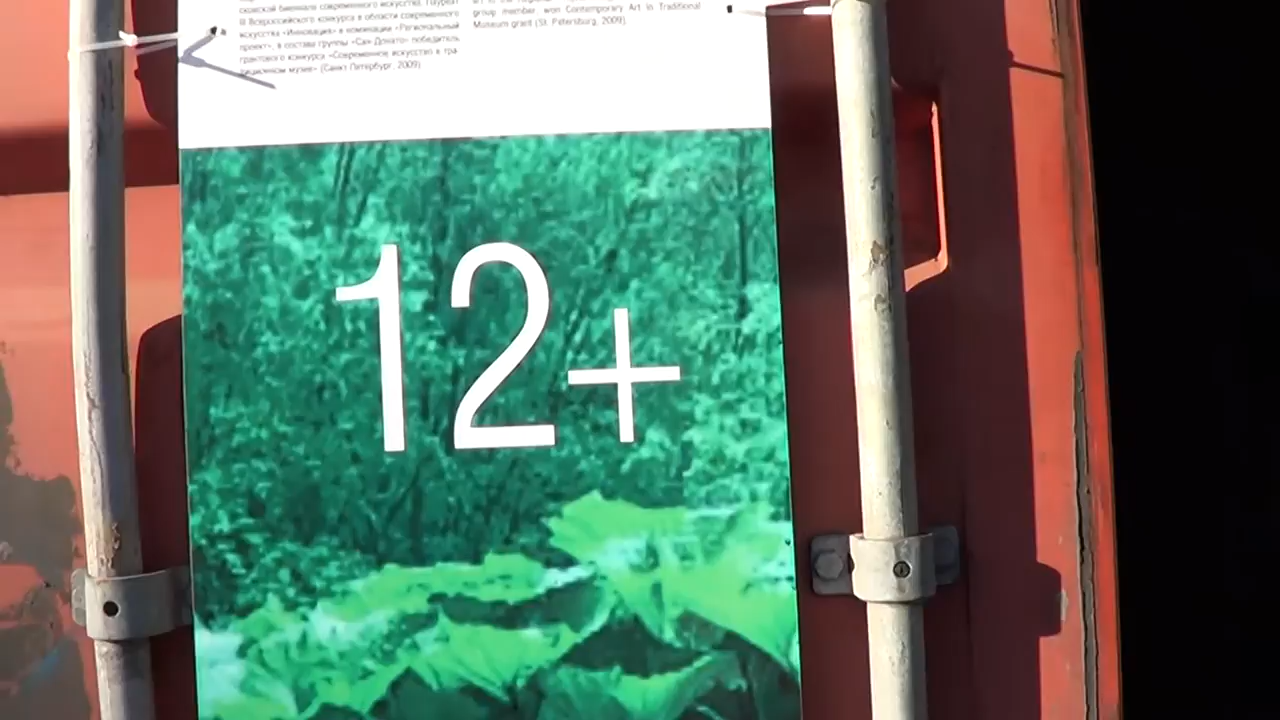 сковской биеннале современного искусства. Лауреат
III Всероссийского конкурса в области современного
искусства «Инновация» в номинации «Региональный
проект», в составе группы «Сан Донато» победитель
грантового конкурса «Современное искусство в тра-
диционном музее» (Санкт Петербург, 2009).
group member won Contemporary Art in Traditional
Museum grant (St. Petersburg, 2009).
12+